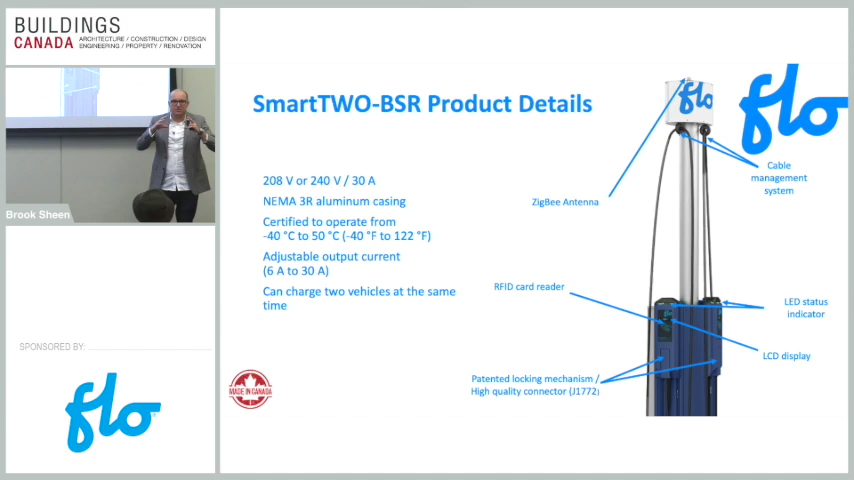 BUILDINGS
CANADA
ARCHITECTURE / CONSTRUCTION / DESIGN
ENGINEERING / PROPERTY / RENOVATION
Brook Sheen
SPONSORED BY:
flo
SmartTWO-BSR Product Details
208 V or 240 V / 30 A
NEMA 3R aluminum casing
Certified to operate from
-40 °C to 50 °C (-40 °F to 122 °F)
Adjustable output current
(6 A to 30 A)
Can charge two vehicles at the same
time
MADE IN CANADA
flo
flo
Cable
management
system
ZigBee Antenna
RFID card reader
LED status
indicator
LCD display
Patented locking mechanism /
High quality connector (J1772)